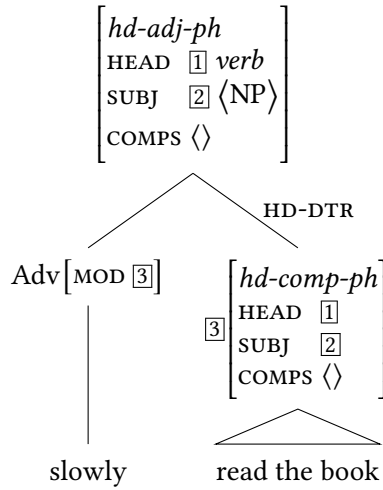 hd-adj-ph
HEAD 1 verb
SUBJ 2 ⟨NP⟩
COMPS ⟨⟩
HD-DTR
Adv[MOD 3]
3
hd-comp-ph
HEAD 1
SUBJ 2
COMPS ⟨⟩
slowly read the book